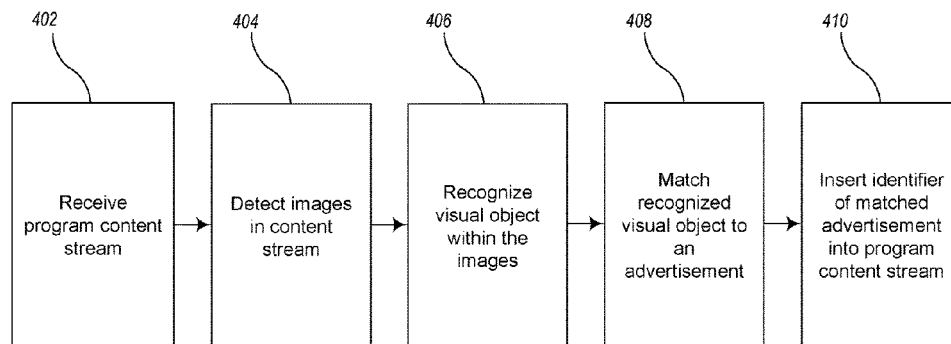 402
404
406
408
410
Receive
program content
stream
Detect images
in content
stream
Recognize
visual object
within the
images
Match
recognized
visual object to
an
advertisement
Insert identifier
of matched
advertisement
into program
content stream